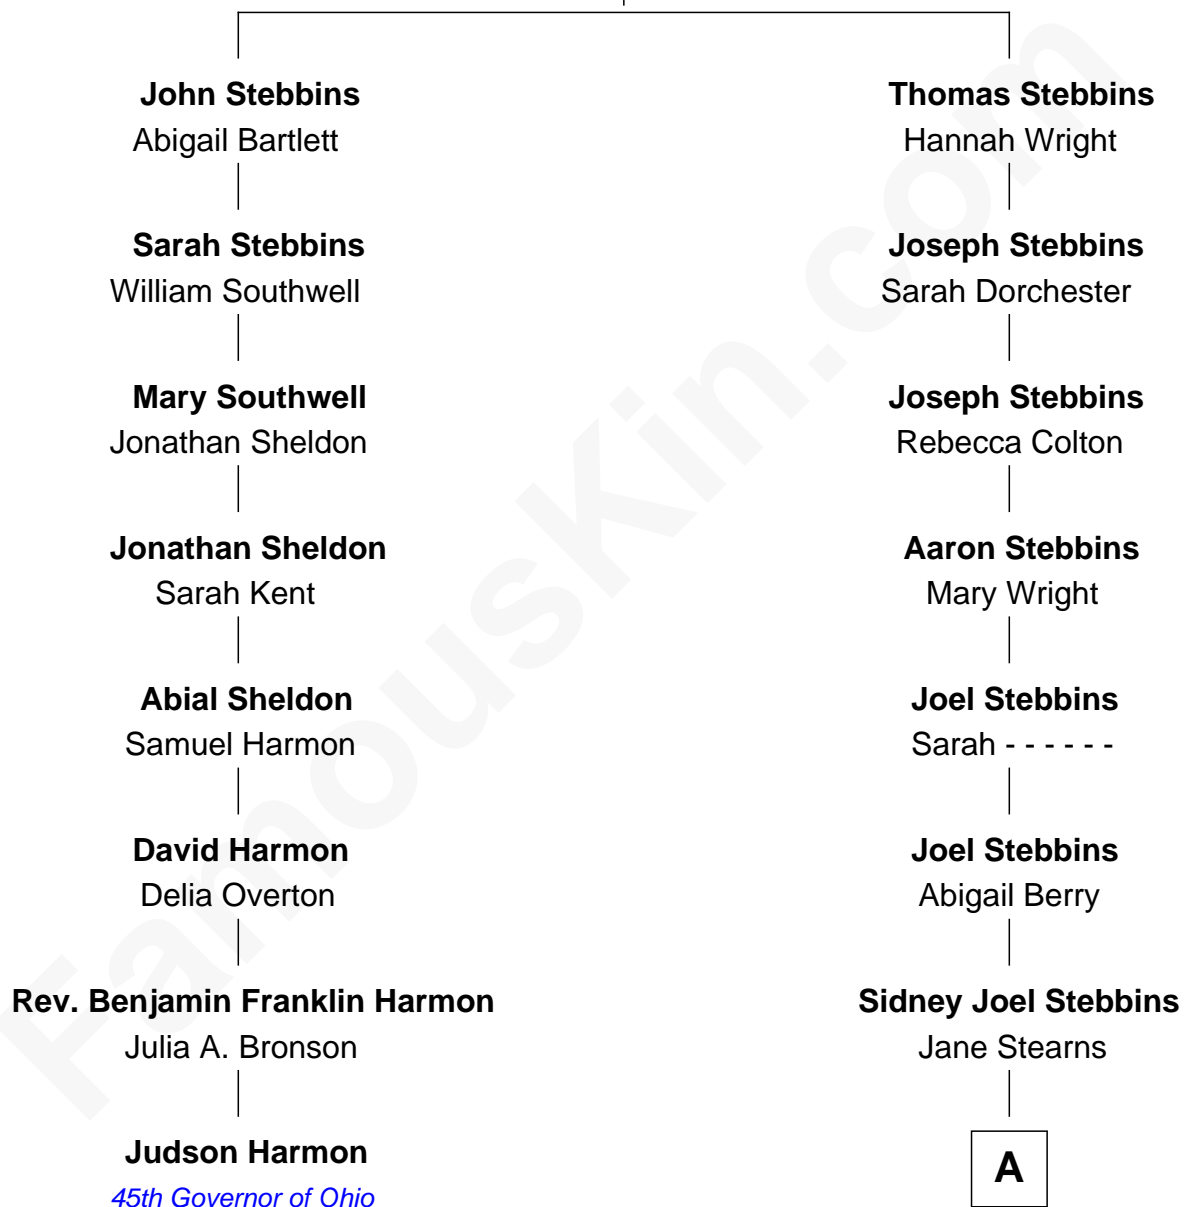 John Stebbins
Abigail Bartlett
Sarah Stebbins
William Southwell
Mary Southwell
Jonathan Sheldon
Jonathan Sheldon
Sarah Kent
Abial Sheldon
Samuel Harmon
David Harmon
Delia Overton
Rev. Benjamin Franklin Harmon
Julia A. Bronson
Judson Harmon
45th Governor of Ohio
Thomas Stebbins
Hannah Wright
Joseph Stebbins
Sarah Dorchester
Joseph Stebbins
Rebecca Colton
Aaron Stebbins
Mary Wright
Joel Stebbins
Sarah - - - - - -
Joel Stebbins
Abigail Berry
Sidney Joel Stebbins
Jane Stearns
A
FamousKin.com